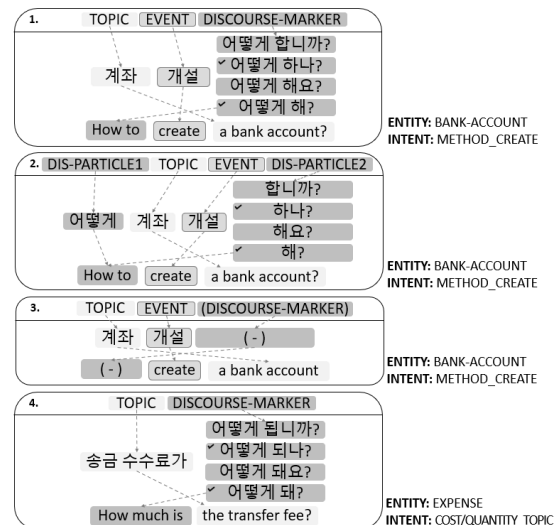 1. TOPIC EVENT DISCOURSE-MARKER
어떻게 합니까?
어떻게 하나?
계좌 개설
어떻게 해요?
어떻게 해?
How to create a bank account?
ENTITY: BANK-ACCOUNT
INTENT: METHOD_CREATE
2. DIS-PARTICLE1 TOPIC EVENT DIS-PARTICLE2
합니까?
하나?
어떻게 계좌 개설
해요?
해?
How to create a bank account?
ENTITY: BANK-ACCOUNT
INTENT: METHOD_CREATE
3. TOPIC EVENT (DISCOURSE-MARKER)
계좌 개설 ( - )
( - ) create a bank account
ENTITY: BANK-ACCOUNT
INTENT: METHOD_CREATE
4. TOPIC DISCOURSE-MARKER
어떻게 됩니까?
어떻게 되나?
송금 수수료가
어떻게 돼요?
어떻게 돼?
How much is the transfer fee?
ENTITY: EXPENSE
INTENT: COST/QUANTITY_TOPIC